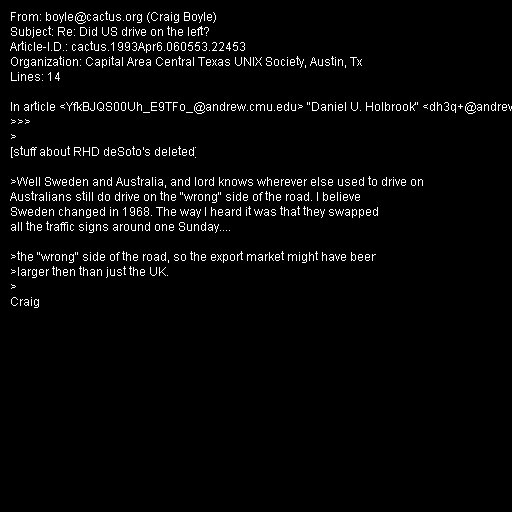 From: boyle@cactus.org (Craig Boyle)
Subject: Re: Did US drive on the left?
Article-I.D.: cactus.1993Apr6.060553.22453
Organization: Capital Area Central Texas UNIX Society, Austin, Tx
Lines: 14

In article <YfkBJQS00Uh_E9TFo_@andrew.cmu.edu> "Daniel U. Holbrook" <dh3q+@andrew
>>>
>
[stuff about RHD deSoto's deleted]

>Well Sweden and Australia, and lord knows wherever else used to drive on
Australians still do drive on the "wrong" side of the road. I believe
Sweden changed in 1968. The way I heard it was that they swapped
all the traffic signs around one Sunday....

>the "wrong" side of the road, so the export market might have beer
>larger then than just the UK.
>
Craig